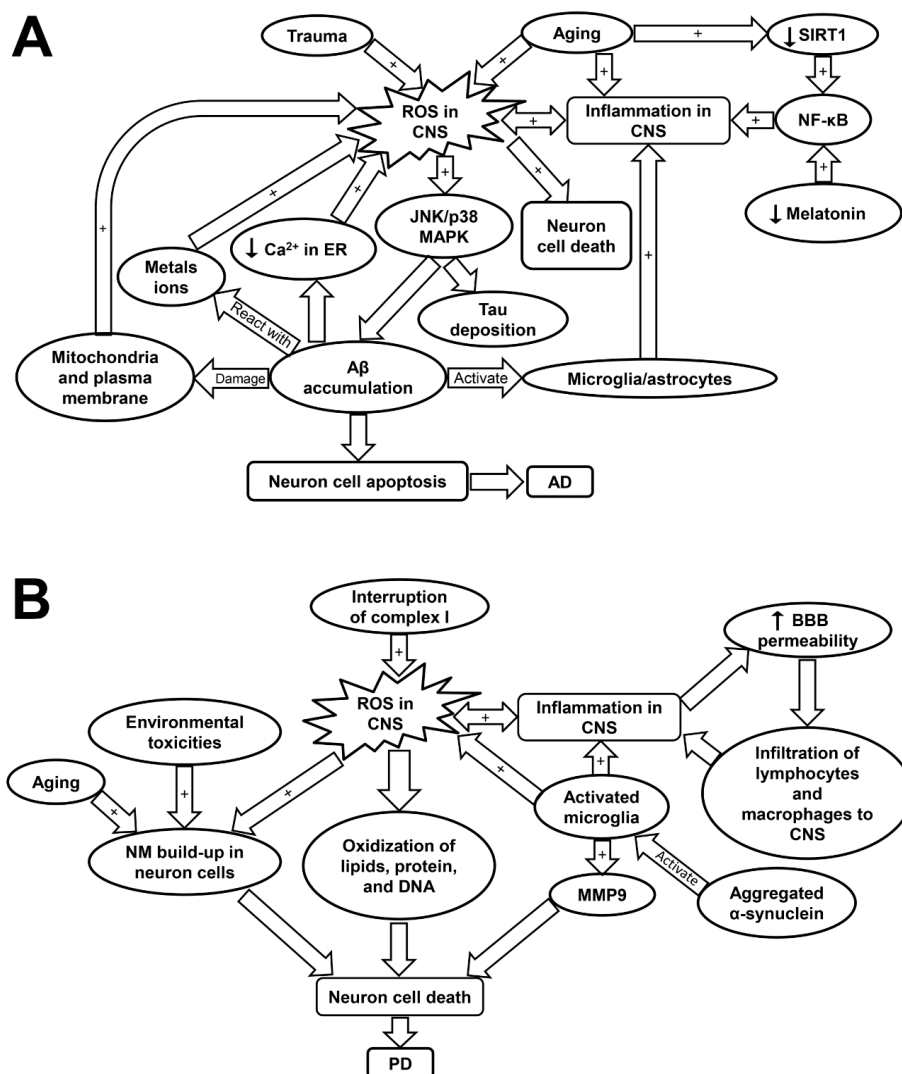 A
Trauma
Aging
↓ SIRT1
+
+
+
+
+
ROS in
CNS
+
Inflammation in
CNS
+
NF-κB
+
+
+
+
+
+
JNK/p38
MAPK
Neuron
cell death
↓ Melatonin
+
↓ Ca²⁺ in ER
Metals
ions
+
React with
Tau
deposition
Mitochondria
and plasma
membrane
Damage
Aβ
accumulation
Activate
Microglia/astrocytes
Neuron cell apoptosis
AD
B
Interruption
of complex I
+
↑ BBB
permeability
ROS in
CNS
+
Inflammation in
CNS
Environmental
toxicities
+
+
Infiltration of
lymphocytes
and
macrophages to
CNS
Aging
+
+
+
Activated
microglia
NM build-up in
neuron cells
Oxidization of
lipids, protein,
and DNA
+
Activate
MMP9
Aggregated
α-synuclein
Neuron cell death
PD